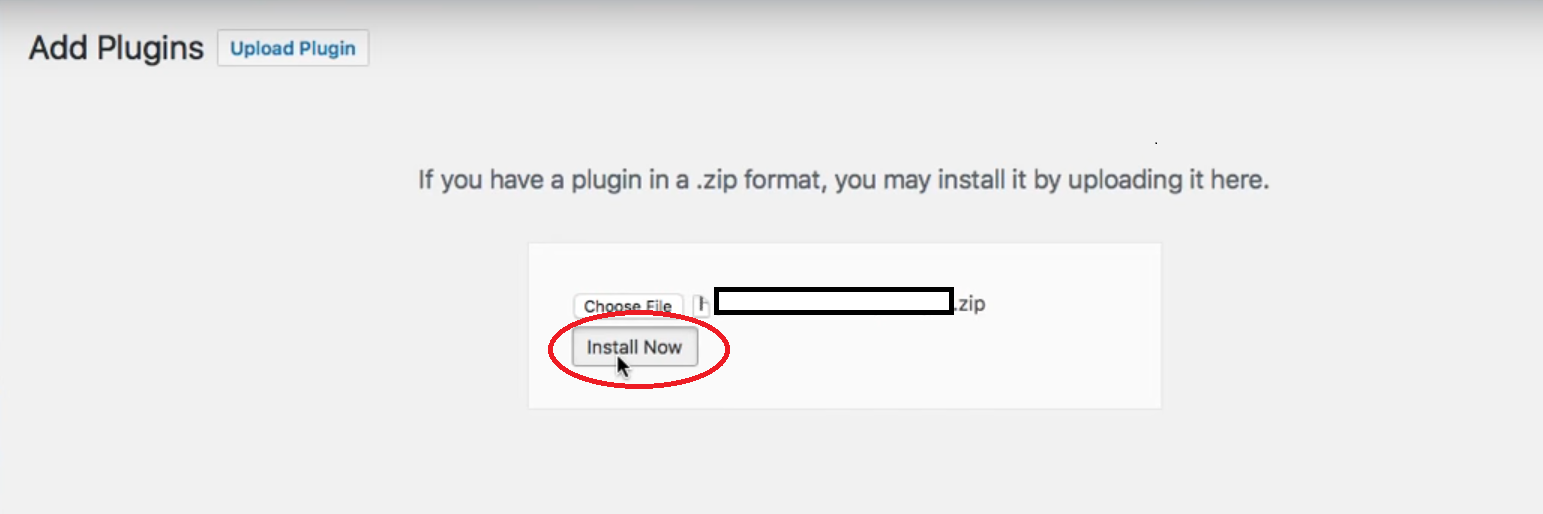 Add Plugins Upload Plugin
If you have a plugin in a .zip format, you may install it by uploading it here.
Choose File .zip
Install Now